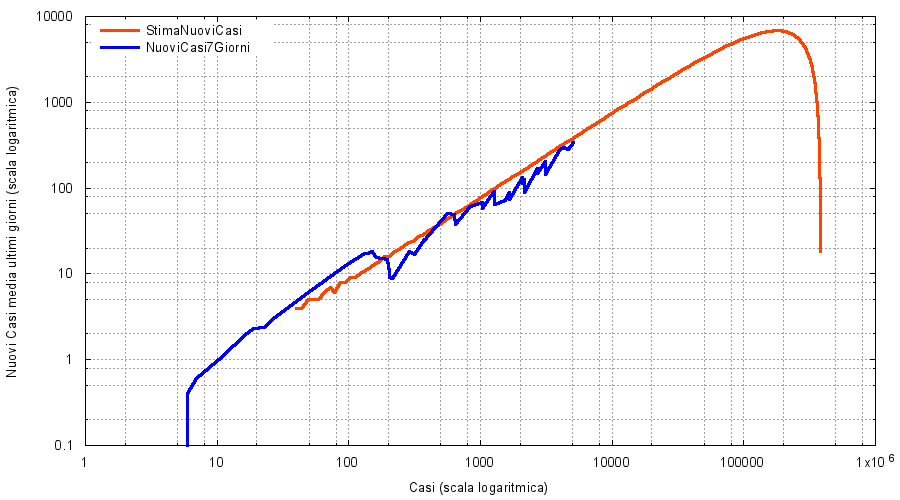 StimaNuoviCasi
NuoviCasi7Giorni
Nuovi Casi media ultimi giorni (scala logaritmica)
10000
1000
100
10
1
0.1
1
10
100
1000
10000
100000
1x10 6
Casi (scala logaritmica)